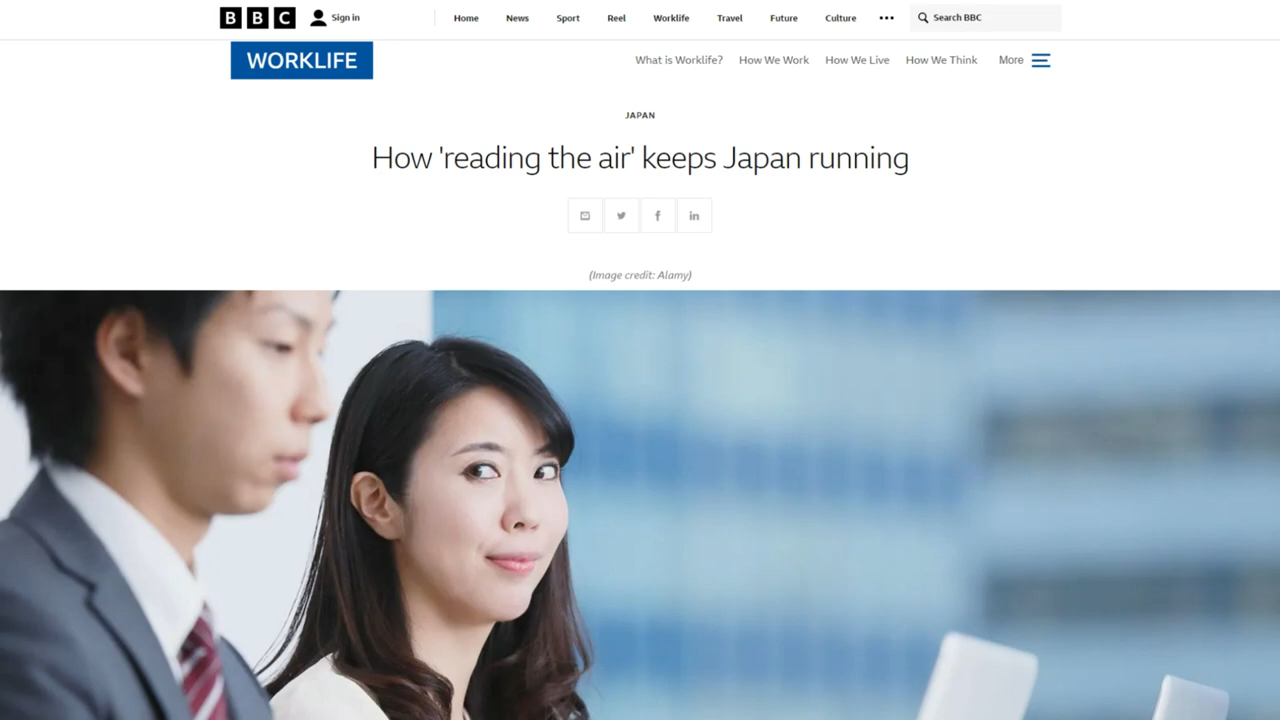 BBC Sign in Home News Sport Reel Worklife Travel Future Culture ••• Search BBC
WORKLIFE What is Worklife? How We Work How We Live How We Think More
JAPAN
How 'reading the air' keeps Japan running
(Image credit: Alamy)